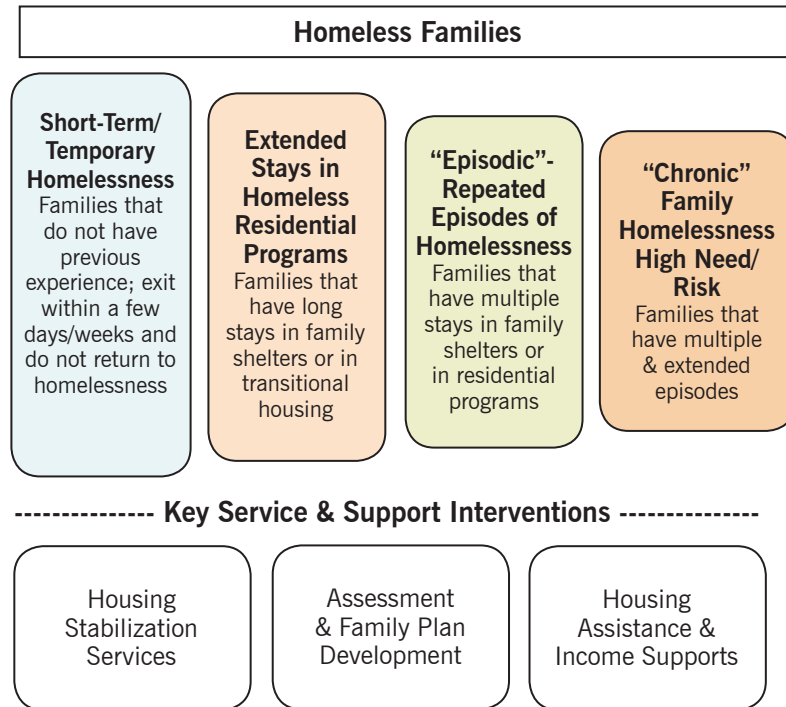 Homeless Families
Short-Term/
Temporary
Homelessness
Families that
do not have
previous
experience; exit
within a few
days/weeks and
do not return to
homelessness
Extended
Stays in
Homeless
Residential
Programs
Families that
have long
stays in family
shelters or in
transitional
housing
“Episodic”-
Repeated
Episodes of
Homelessness
Families that
have multiple
stays in family
shelters or
in residential
programs
“Chronic”
Family
Homelessness
High Need/
Risk
Families that
have multiple
& extended
episodes
-------------- Key Service & Support Interventions --------------
Housing
Stabilization
Services
Assessment
& Family Plan
Development
Housing
Assistance &
Income Supports